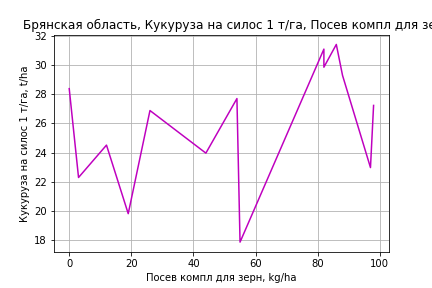 Брянская область, Кукуруза на силос 1 т/га, Посев компл для зе
32
30
28
26
24
22
20
18
Кукуруза на силос 1 т/га, t/ha
0 20 40 60 80 100
Посев компл для зерн, kg/ha